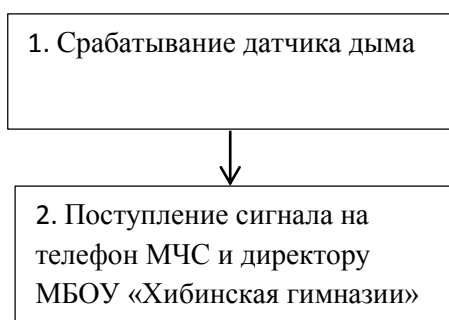 1. Срабатывание датчика дыма
2. Поступление сигнала на
телефон МЧС и директору
МБОУ «Хибинская гимназии»